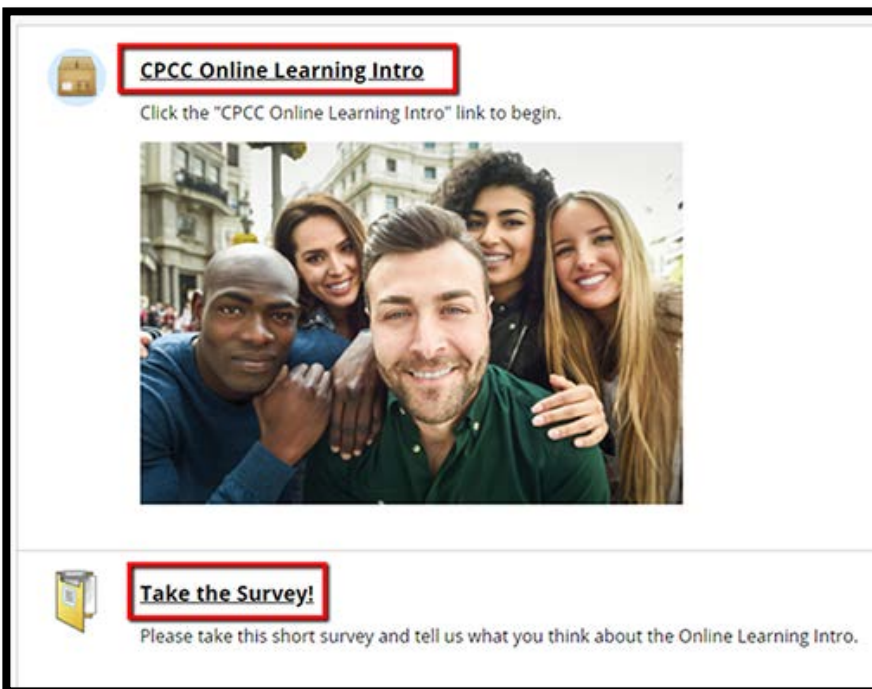 CPCC Online Learning Intro
Click the "CPCC Online Learning Intro" link to begin.
Take the Survey!
Please take this short survey and tell us what you think about the Online Learning Intro.